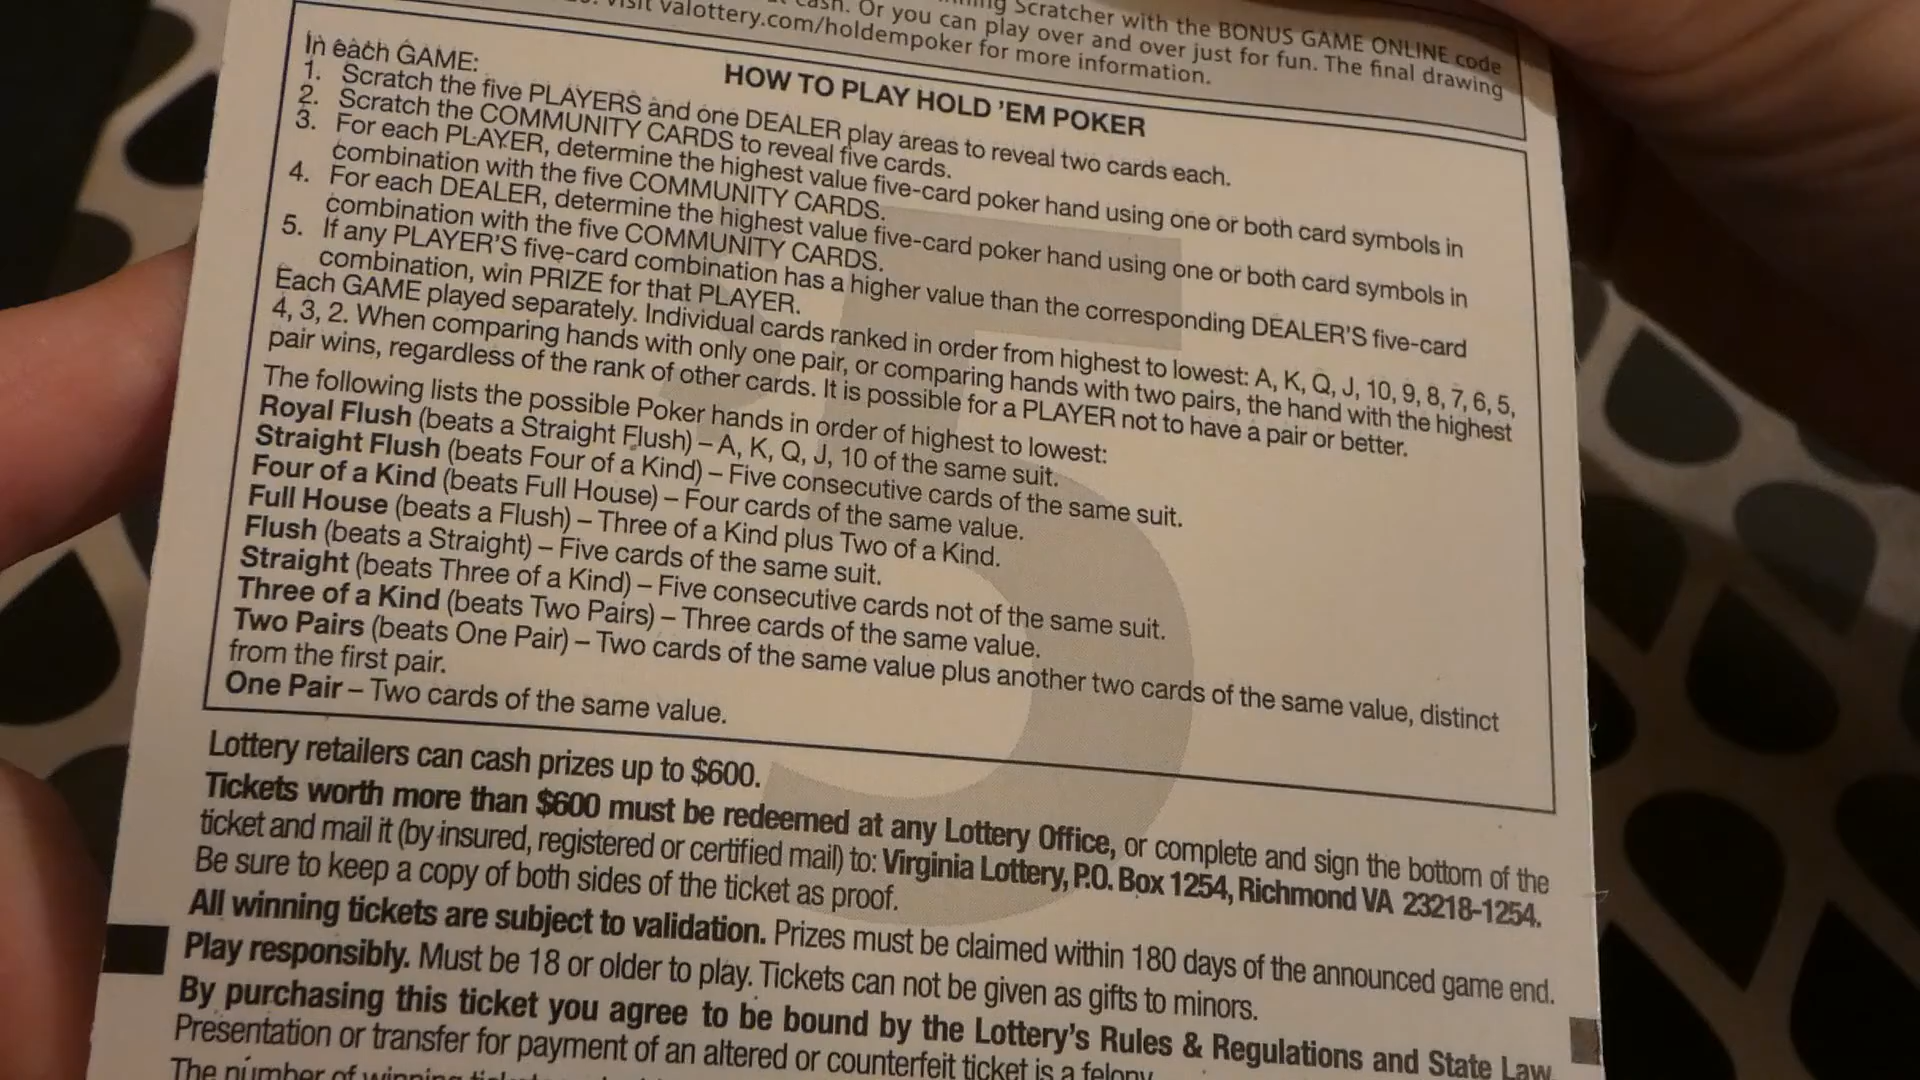 Scratcher with the BONUS GAME ONLINE code
cash. Or you can play over and over just for fun. The final drawing
visit valottery.com/holdempoker for more information.
HOW TO PLAY HOLD 'EM POKER
In each GAME:
1. Scratch the five PLAYERS and one DEALER play areas to reveal two cards each.
2. Scratch the COMMUNITY CARDS to reveal five cards.
3. For each PLAYER, determine the highest value five-card poker hand using one or both card symbols in
combination with the five COMMUNITY CARDS.
4. For each DEALER, determine the highest value five-card poker hand using one or both card symbols in
combination with the five COMMUNITY CARDS.
5. If any PLAYER'S five-card combination has a higher value than the corresponding DEALER'S five-card
combination, win PRIZE for that PLAYER.
Each GAME played separately. Individual cards ranked in order from highest to lowest: A, K, Q, J, 10, 9, 8, 7, 6, 5,
4, 3, 2. When comparing hands with only one pair, or comparing hands with two pairs, the hand with the highest
pair wins, regardless of the rank of other cards. It is possible for a PLAYER not to have a pair or better.
The following lists the possible Poker hands in order of highest to lowest:
Royal Flush (beats a Straight Flush) – A, K, Q, J, 10 of the same suit.
Straight Flush (beats Four of a Kind) – Five consecutive cards of the same suit.
Four of a Kind (beats Full House) – Four cards of the same value.
Full House (beats a Flush) – Three of a Kind plus Two of a Kind.
Flush (beats a Straight) – Five cards of the same suit.
Straight (beats Three of a Kind) – Five consecutive cards not of the same suit.
Three of a Kind (beats Two Pairs) – Three cards of the same value.
Two Pairs (beats One Pair) – Two cards of the same value plus another two cards of the same value, distinct
from the first pair.
One Pair – Two cards of the same value.
5
Lottery retailers can cash prizes up to $600.
Tickets worth more than $600 must be redeemed at any Lottery Office, or complete and sign the bottom of the
ticket and mail it (by insured, registered or certified mail) to: Virginia Lottery, P.O. Box 1254, Richmond VA 23218-1254.
Be sure to keep a copy of both sides of the ticket as proof.
All winning tickets are subject to validation. Prizes must be claimed within 180 days of the announced game end.
Play responsibly. Must be 18 or older to play. Tickets can not be given as gifts to minors.
By purchasing this ticket you agree to be bound by the Lottery's Rules & Regulations and State Law.
Presentation or transfer for payment of an altered or counterfeit ticket is a felony.
The number of winning